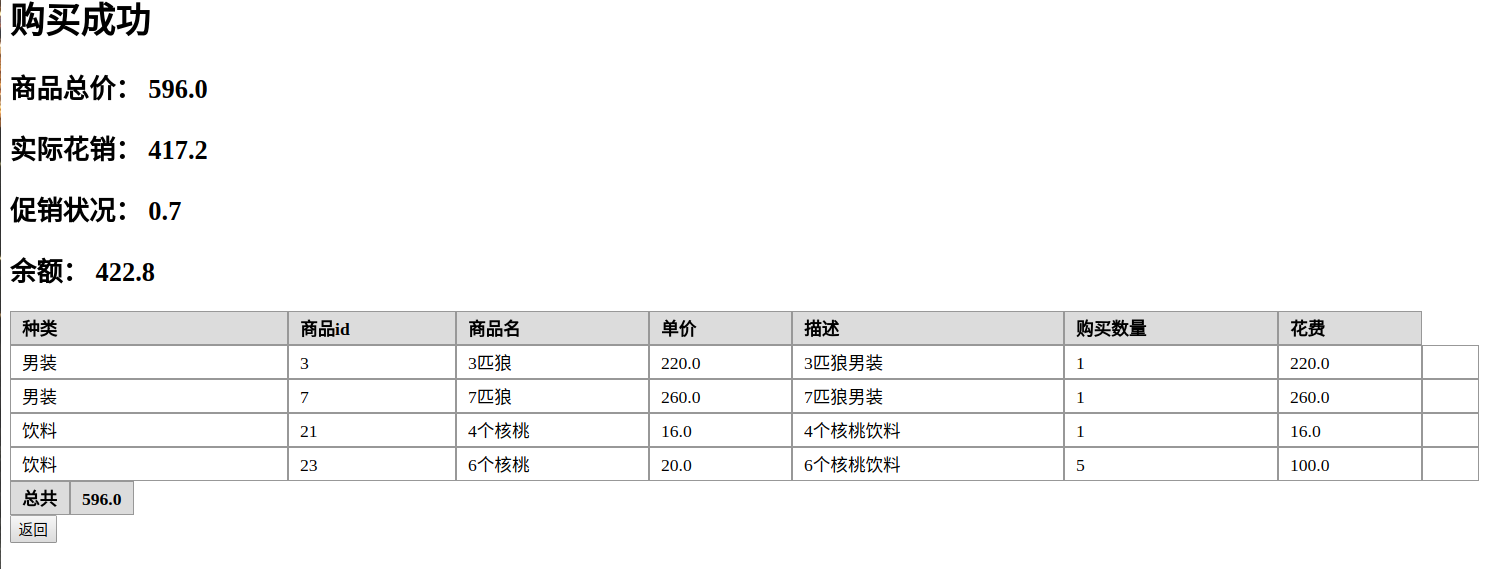 购买成功
商品总价： 596.0
实际花销： 417.2
促销状况： 0.7
余额： 422.8
种类 商品id 商品名 单价 描述 购买数量 花费
男装 3 3匹狼 220.0 3匹狼男装 1 220.0
男装 7 7匹狼 260.0 7匹狼男装 1 260.0
饮料 21 4个核桃 16.0 4个核桃饮料 1 16.0
饮料 23 6个核桃 20.0 6个核桃饮料 5 100.0
总共 596.0
返回